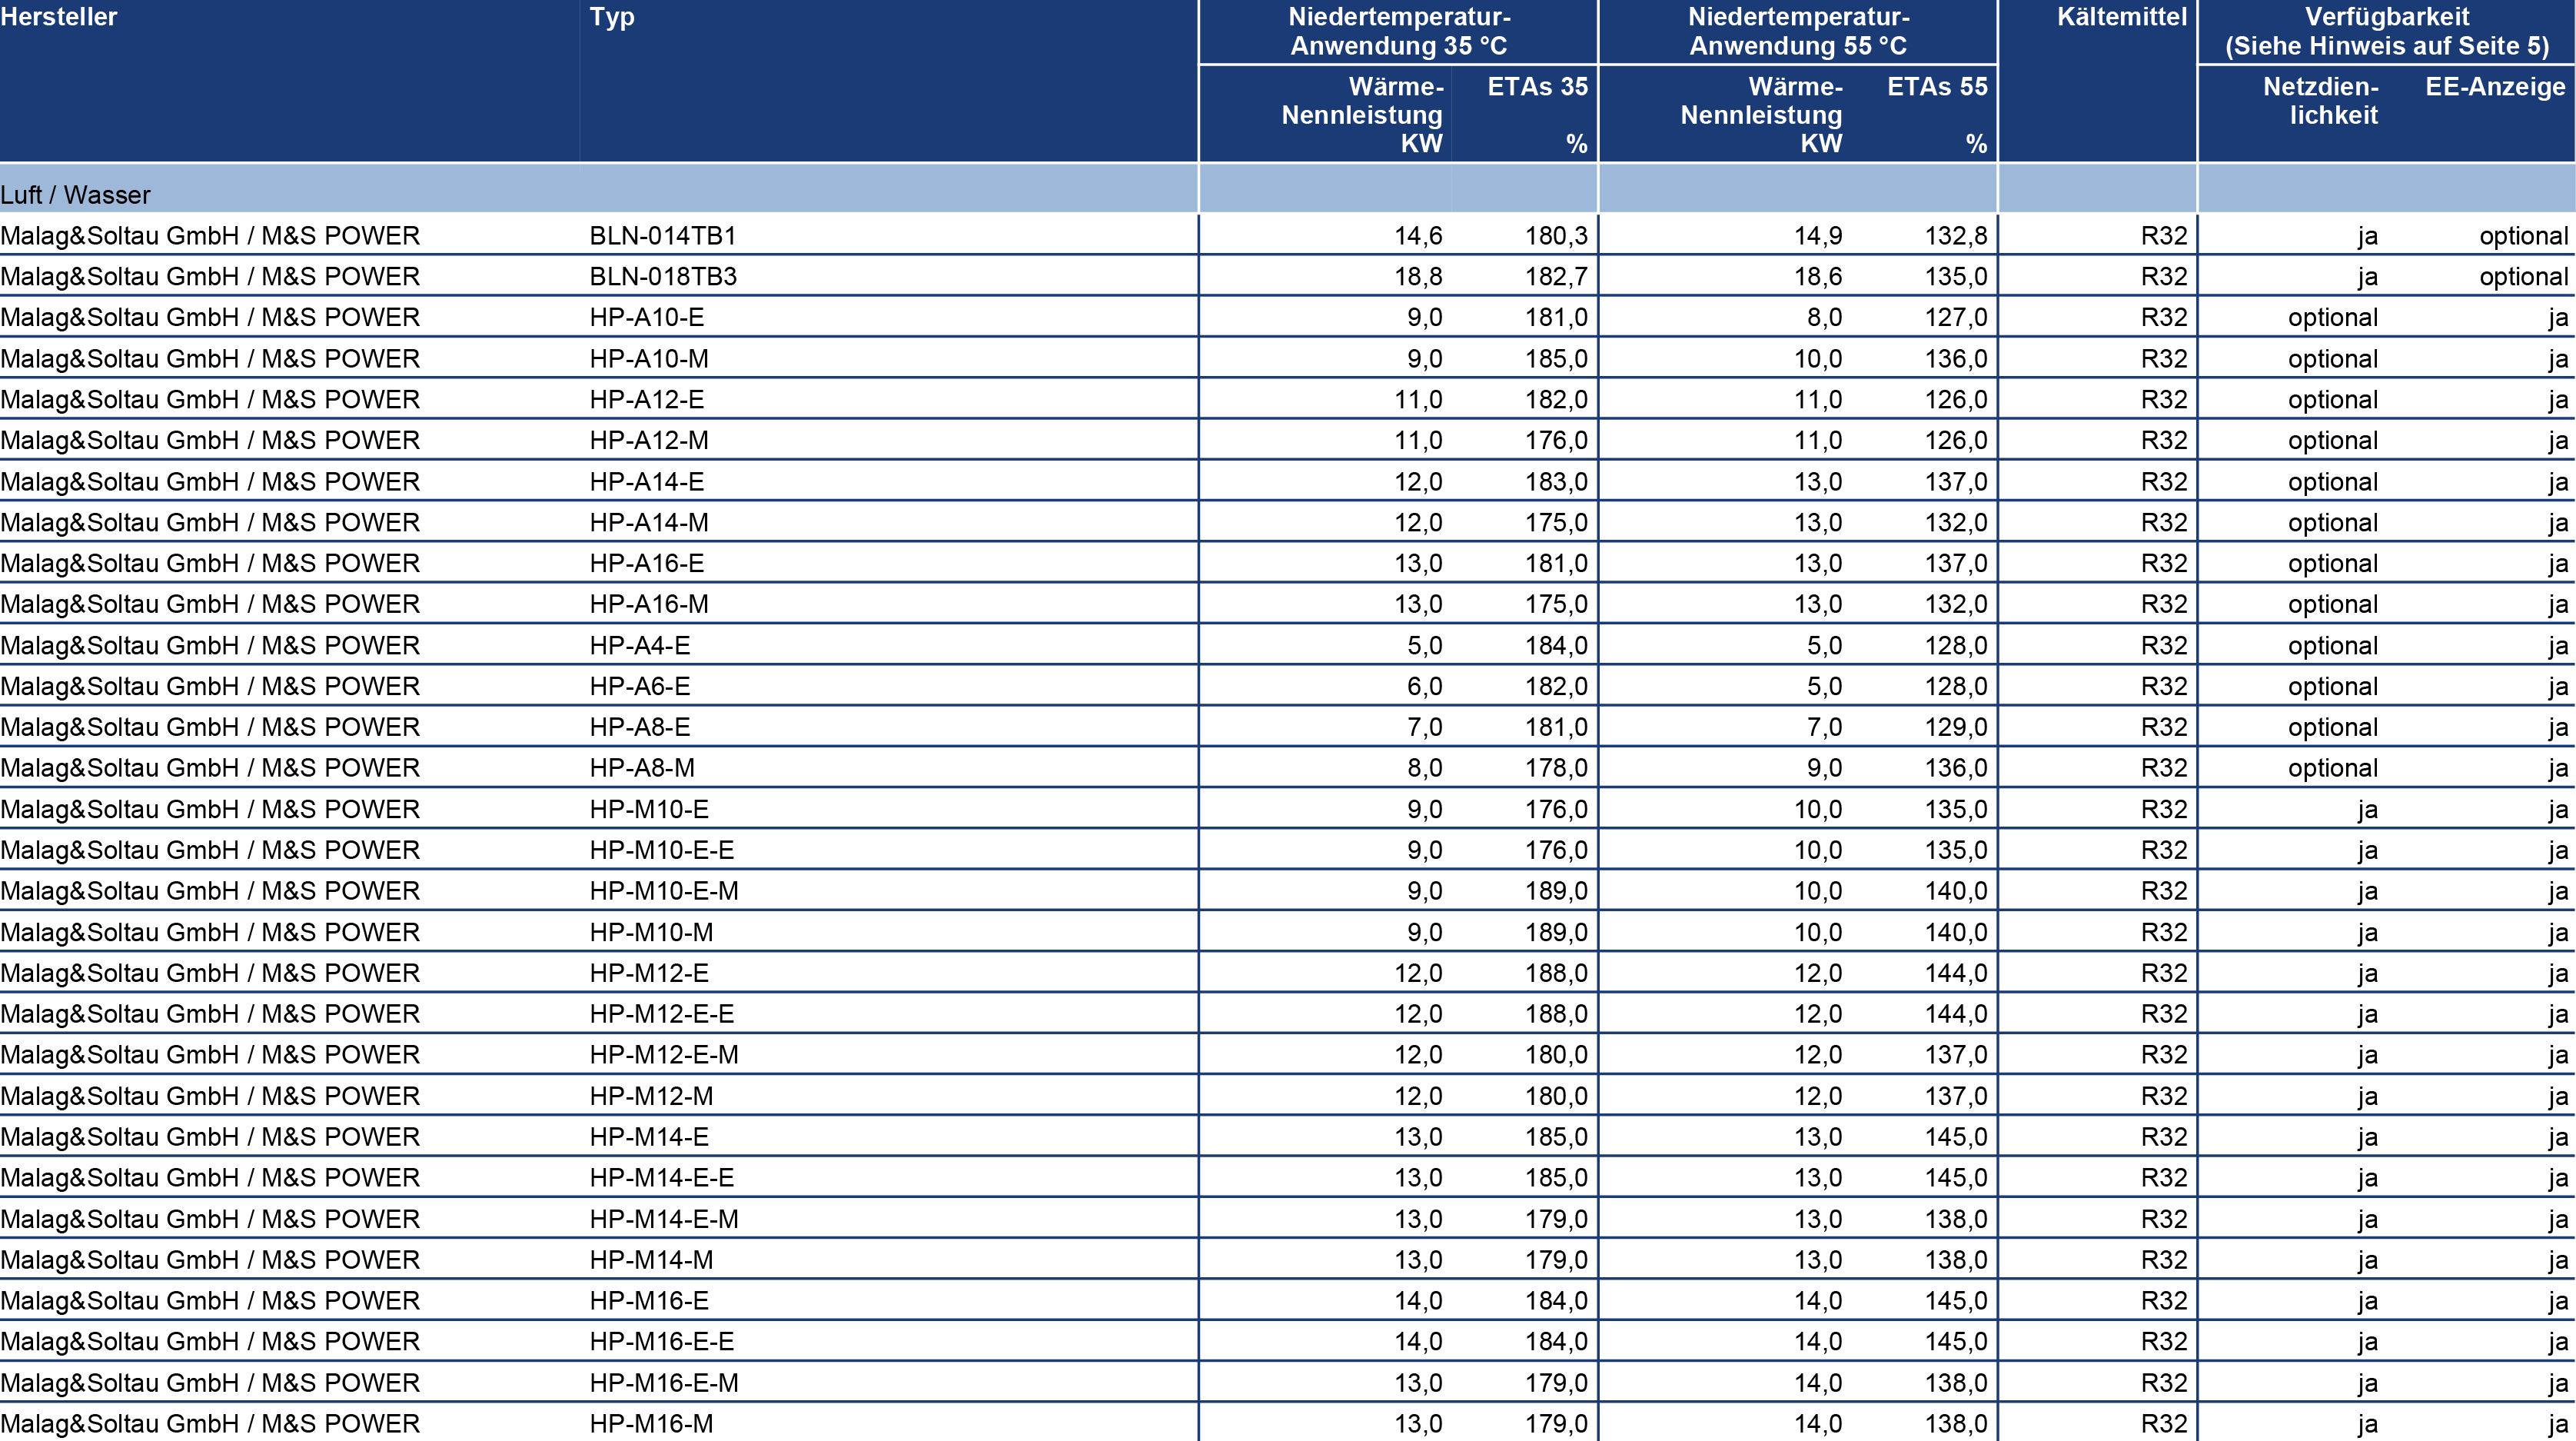 Hersteller Typ Niedertemperatur- Niedertemperatur- Kältemittel Verfügbarkeit
Anwendung 35 °C Anwendung 55 °C (Siehe Hinweis auf Seite 5)
Wärme- ETAs 35 Wärme- ETAs 55 Netzdien- EE-Anzeige
Nennleistung Nennleistung lichkeit
KW % KW %
Luft / Wasser
Malag&Soltau GmbH / M&S POWER BLN-014TB1 14,6 180,3 14,9 132,8 R32 ja optional
Malag&Soltau GmbH / M&S POWER BLN-018TB3 18,8 182,7 18,6 135,0 R32 ja optional
Malag&Soltau GmbH / M&S POWER HP-A10-E 9,0 181,0 8,0 127,0 R32 optional ja
Malag&Soltau GmbH / M&S POWER HP-A10-M 9,0 185,0 10,0 136,0 R32 optional ja
Malag&Soltau GmbH / M&S POWER HP-A12-E 11,0 182,0 11,0 126,0 R32 optional ja
Malag&Soltau GmbH / M&S POWER HP-A12-M 11,0 176,0 11,0 126,0 R32 optional ja
Malag&Soltau GmbH / M&S POWER HP-A14-E 12,0 183,0 13,0 137,0 R32 optional ja
Malag&Soltau GmbH / M&S POWER HP-A14-M 12,0 175,0 13,0 132,0 R32 optional ja
Malag&Soltau GmbH / M&S POWER HP-A16-E 13,0 181,0 13,0 137,0 R32 optional ja
Malag&Soltau GmbH / M&S POWER HP-A16-M 13,0 175,0 13,0 132,0 R32 optional ja
Malag&Soltau GmbH / M&S POWER HP-A4-E 5,0 184,0 5,0 128,0 R32 optional ja
Malag&Soltau GmbH / M&S POWER HP-A6-E 6,0 182,0 5,0 128,0 R32 optional ja
Malag&Soltau GmbH / M&S POWER HP-A8-E 7,0 181,0 7,0 129,0 R32 optional ja
Malag&Soltau GmbH / M&S POWER HP-A8-M 8,0 178,0 9,0 136,0 R32 optional ja
Malag&Soltau GmbH / M&S POWER HP-M10-E 9,0 176,0 10,0 135,0 R32 ja ja
Malag&Soltau GmbH / M&S POWER HP-M10-E-E 9,0 176,0 10,0 135,0 R32 ja ja
Malag&Soltau GmbH / M&S POWER HP-M10-E-M 9,0 189,0 10,0 140,0 R32 ja ja
Malag&Soltau GmbH / M&S POWER HP-M10-M 9,0 189,0 10,0 140,0 R32 ja ja
Malag&Soltau GmbH / M&S POWER HP-M12-E 12,0 188,0 12,0 144,0 R32 ja ja
Malag&Soltau GmbH / M&S POWER HP-M12-E-E 12,0 188,0 12,0 144,0 R32 ja ja
Malag&Soltau GmbH / M&S POWER HP-M12-E-M 12,0 180,0 12,0 137,0 R32 ja ja
Malag&Soltau GmbH / M&S POWER HP-M12-M 12,0 180,0 12,0 137,0 R32 ja ja
Malag&Soltau GmbH / M&S POWER HP-M14-E 13,0 185,0 13,0 145,0 R32 ja ja
Malag&Soltau GmbH / M&S POWER HP-M14-E-E 13,0 185,0 13,0 145,0 R32 ja ja
Malag&Soltau GmbH / M&S POWER HP-M14-E-M 13,0 179,0 13,0 138,0 R32 ja ja
Malag&Soltau GmbH / M&S POWER HP-M14-M 13,0 179,0 13,0 138,0 R32 ja ja
Malag&Soltau GmbH / M&S POWER HP-M16-E 14,0 184,0 14,0 145,0 R32 ja ja
Malag&Soltau GmbH / M&S POWER HP-M16-E-E 14,0 184,0 14,0 145,0 R32 ja ja
Malag&Soltau GmbH / M&S POWER HP-M16-E-M 13,0 179,0 14,0 138,0 R32 ja ja
Malag&Soltau GmbH / M&S POWER HP-M16-M 13,0 179,0 14,0 138,0 R32 ja ja